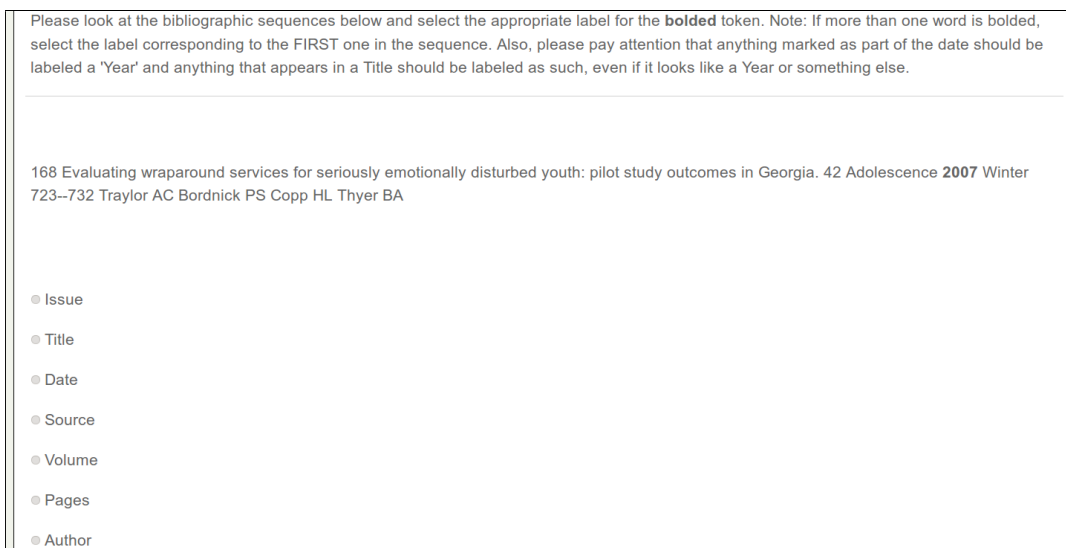 Please look at the bibliographic sequences below and select the appropriate label for the bolded token. Note: If more than one word is bolded,
select the label corresponding to the FIRST one in the sequence. Also, please pay attention that anything marked as part of the date should be
labeled a 'Year' and anything that appears in a Title should be labeled as such, even if it looks like a Year or something else.
168 Evaluating wraparound services for seriously emotionally disturbed youth: pilot study outcomes in Georgia. 42 Adolescence 2007 Winter
723--732 Traylor AC Bordnick PS Copp HL Thyer BA
Issue
Title
Date
Source
Volume
Pages
Author